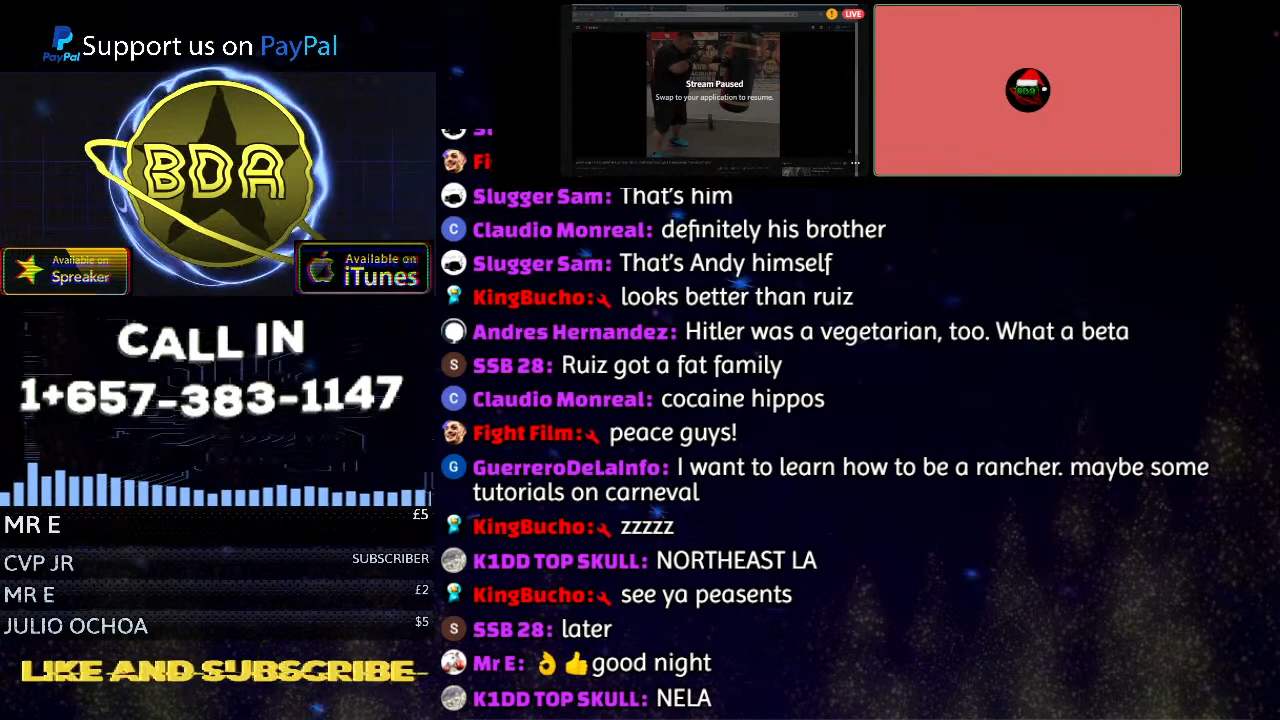 PayPal
Support us on PayPal
BDA
Available on
Spreaker
Available on
iTunes
CALL IN
1+657-383-1147
MR E £5
CVP JR SUBSCRIBER
MR E £2
JULIO OCHOA $5
LIKE AND SUBSCRIBE
LIVE
Stream Paused
Swap to your application to resume.
BDA
Fi
Slugger Sam: That's him
Claudio Monreal: definitely his brother
Slugger Sam: That's Andy himself
KingBucho: looks better than ruiz
Andres Hernandez: Hitler was a vegetarian, too. What a beta
SSB 28: Ruiz got a fat family
Claudio Monreal: cocaine hippos
Fight Film: peace guys!
GuerreroDeLaInfo: I want to learn how to be a rancher. maybe some
tutorials on carneval
KingBucho: zzzzz
K1DD TOP SKULL: NORTHEAST LA
KingBucho: see ya peasents
SSB 28: later
Mr E: 👌👍good night
K1DD TOP SKULL: NELA